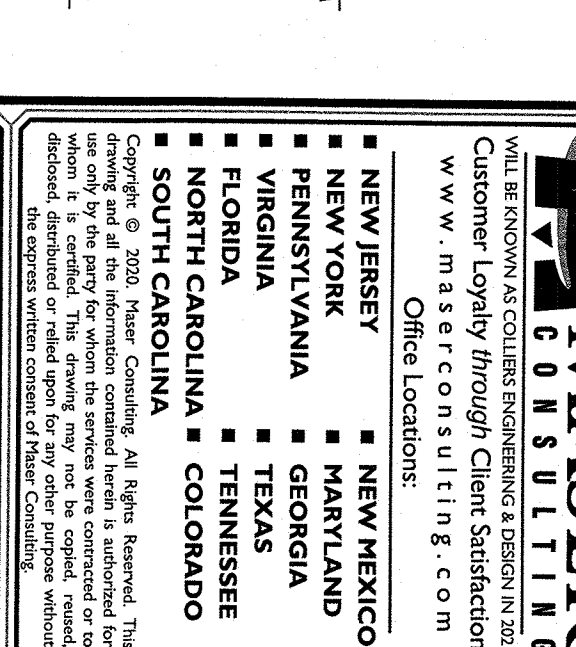 CONSULTING
WILL BE KNOWN AS COLLIERS ENGINEERING & DESIGN IN 202
Customer Loyalty through Client Satisfaction
www.maserconsulting.com
Office Locations:
■ NEW JERSEY ■ NEW MEXICO
■ NEW YORK ■ MARYLAND
■ PENNSYLVANIA ■ GEORGIA
■ VIRGINIA ■ TEXAS
■ FLORIDA ■ TENNESSEE
■ NORTH CAROLINA ■ COLORADO
■ SOUTH CAROLINA
Copyright © 2020. Maser Consulting. All Rights Reserved. This
drawing and all the information contained herein is authorized for
use only by the party for whom the services were contracted or to
whom it is certified. This drawing may not be copied, reused,
disclosed, distributed or relied upon for any other purpose without
the express written consent of Maser Consulting.